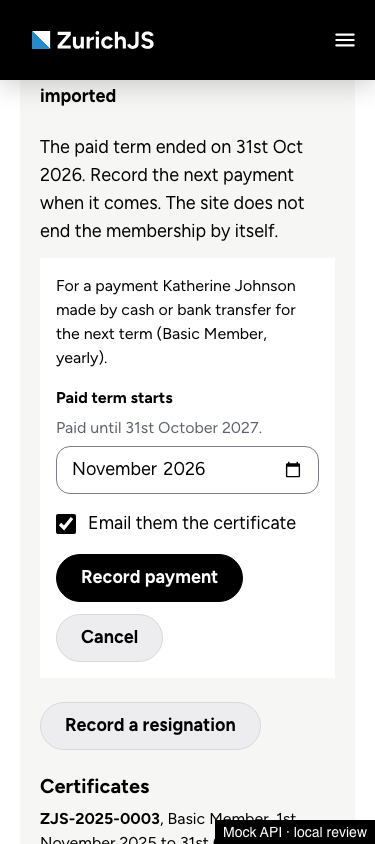 ZurichJS
imported
The paid term ended on 31st Oct
2026. Record the next payment
when it comes. The site does not
end the membership by itself.
For a payment Katherine Johnson
made by cash or bank transfer for
the next term (Basic Member,
yearly).
Paid term starts
Paid until 31st October 2027.
November 2026
Email them the certificate
Record payment
Cancel
Record a resignation
Certificates
ZJS-2025-0003, Basic Member, 1st
November 2025 to 31st
Mock API · local review